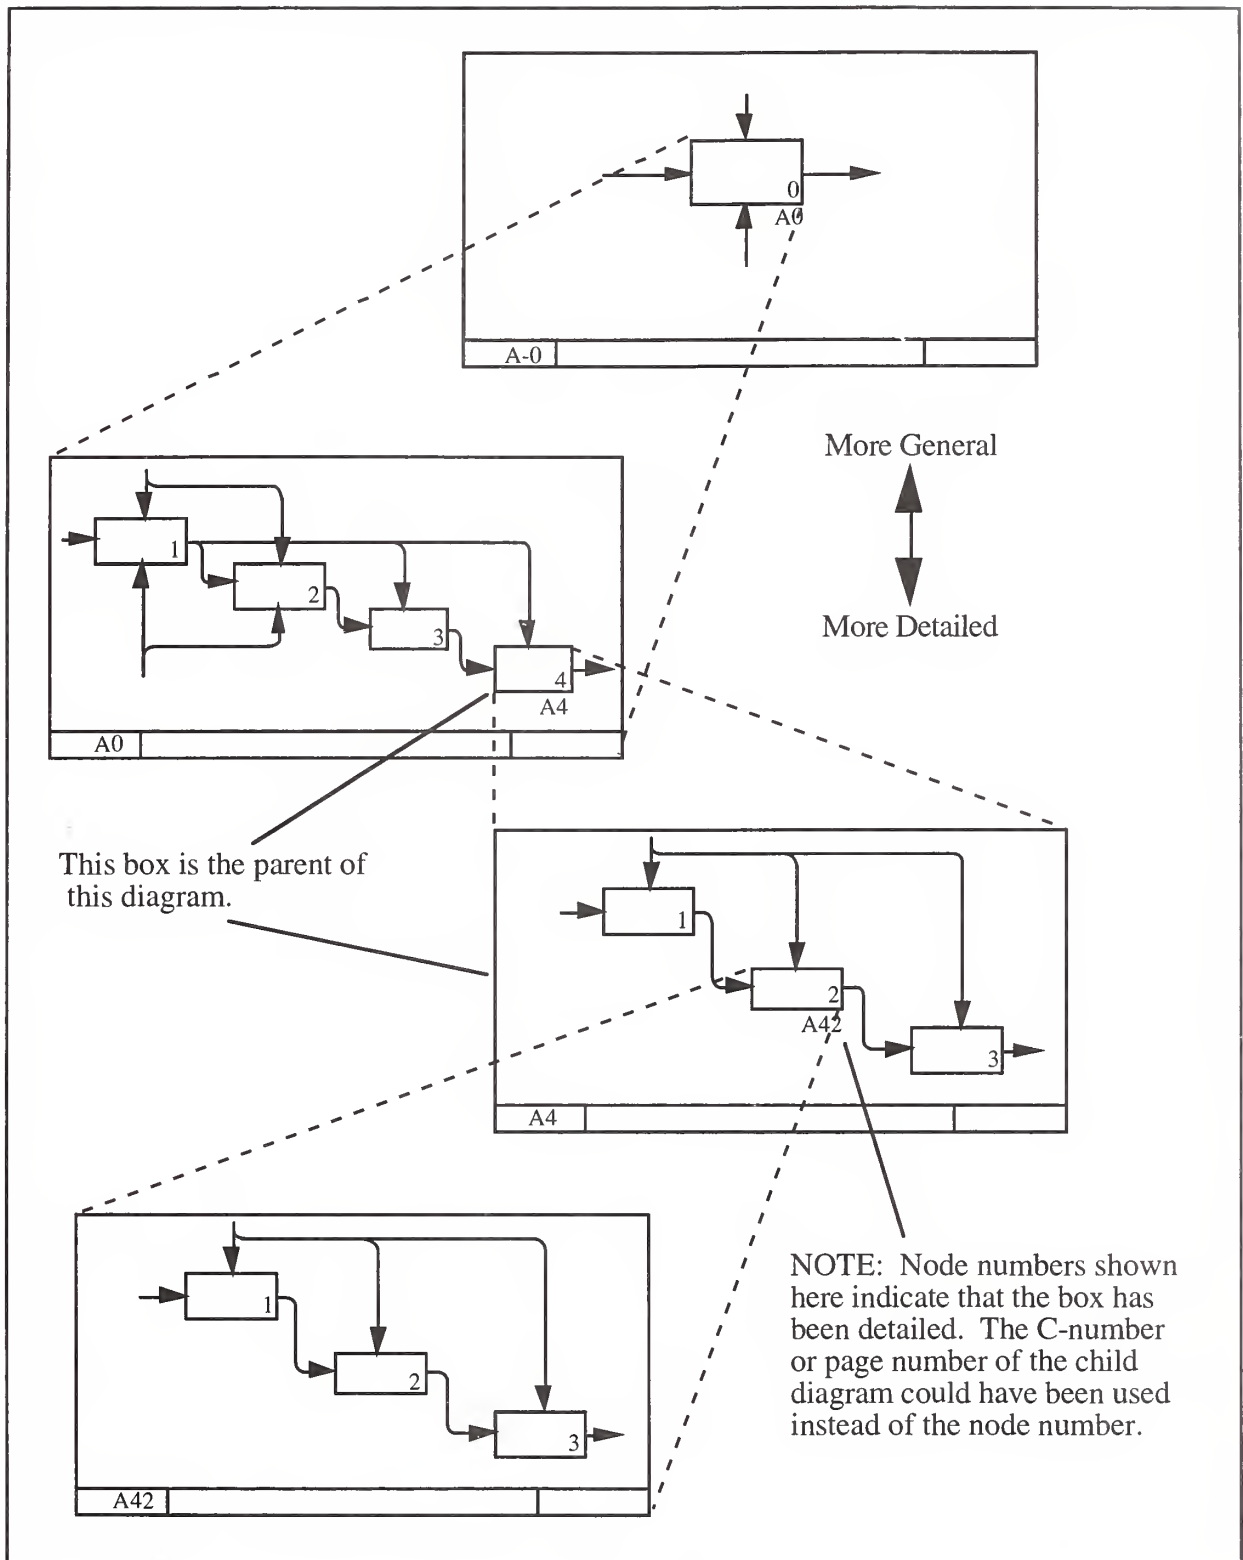 0
A0
A-0
More General
More Detailed
1
2
3
4
A4
A0
This box is the parent of
this diagram.
1
2
A42
3
A4
NOTE: Node numbers shown
here indicate that the box has
been detailed. The C-number
or page number of the child
diagram could have been used
instead of the node number.
1
2
3
A42